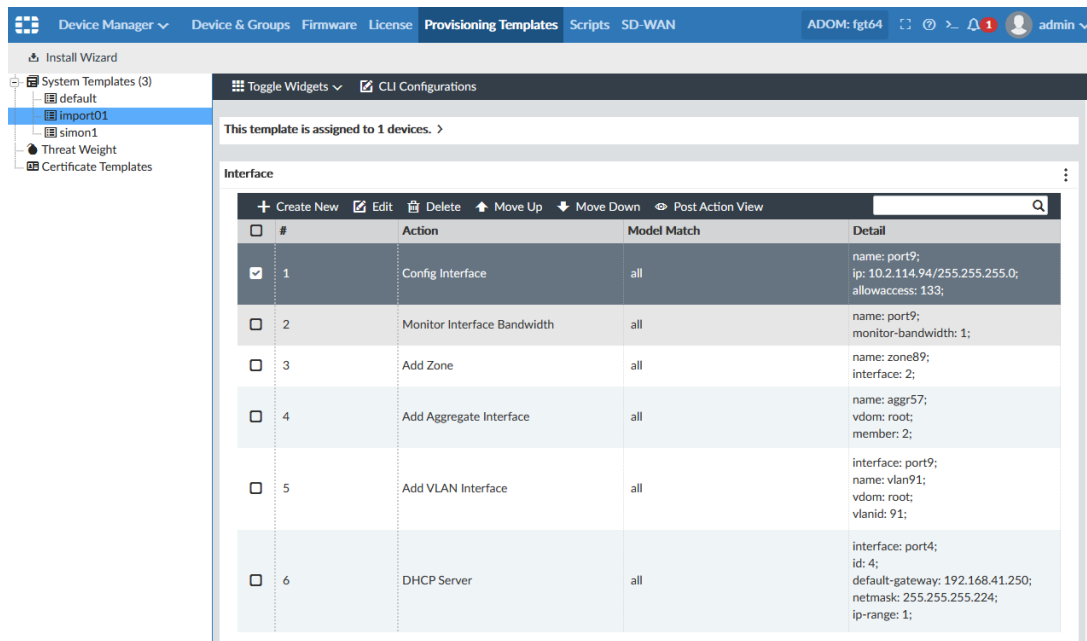 Device Manager Device & Groups Firmware License Provisioning Templates Scripts SD-WAN ADOM: fgt64 1 admin
Install Wizard
System Templates (3)
default
import01
simon1
Threat Weight
Certificate Templates
Toggle Widgets CLI Configurations
This template is assigned to 1 devices. >
Interface
Create New Edit Delete Move Up Move Down Post Action View
# Action Model Match Detail
1 Config Interface all
name: port9;
ip: 10.2.114.94/255.255.255.0;
allowaccess: 133;
2 Monitor Interface Bandwidth all
name: port9;
monitor-bandwidth: 1;
3 Add Zone all
name: zone89;
interface: 2;
4 Add Aggregate Interface all
name: aggr57;
vdom: root;
member: 2;
5 Add VLAN Interface all
interface: port9;
name: vlan91;
vdom: root;
vlanid: 91;
6 DHCP Server all
interface: port4;
id: 4;
default-gateway: 192.168.41.250;
netmask: 255.255.255.224;
ip-range: 1;